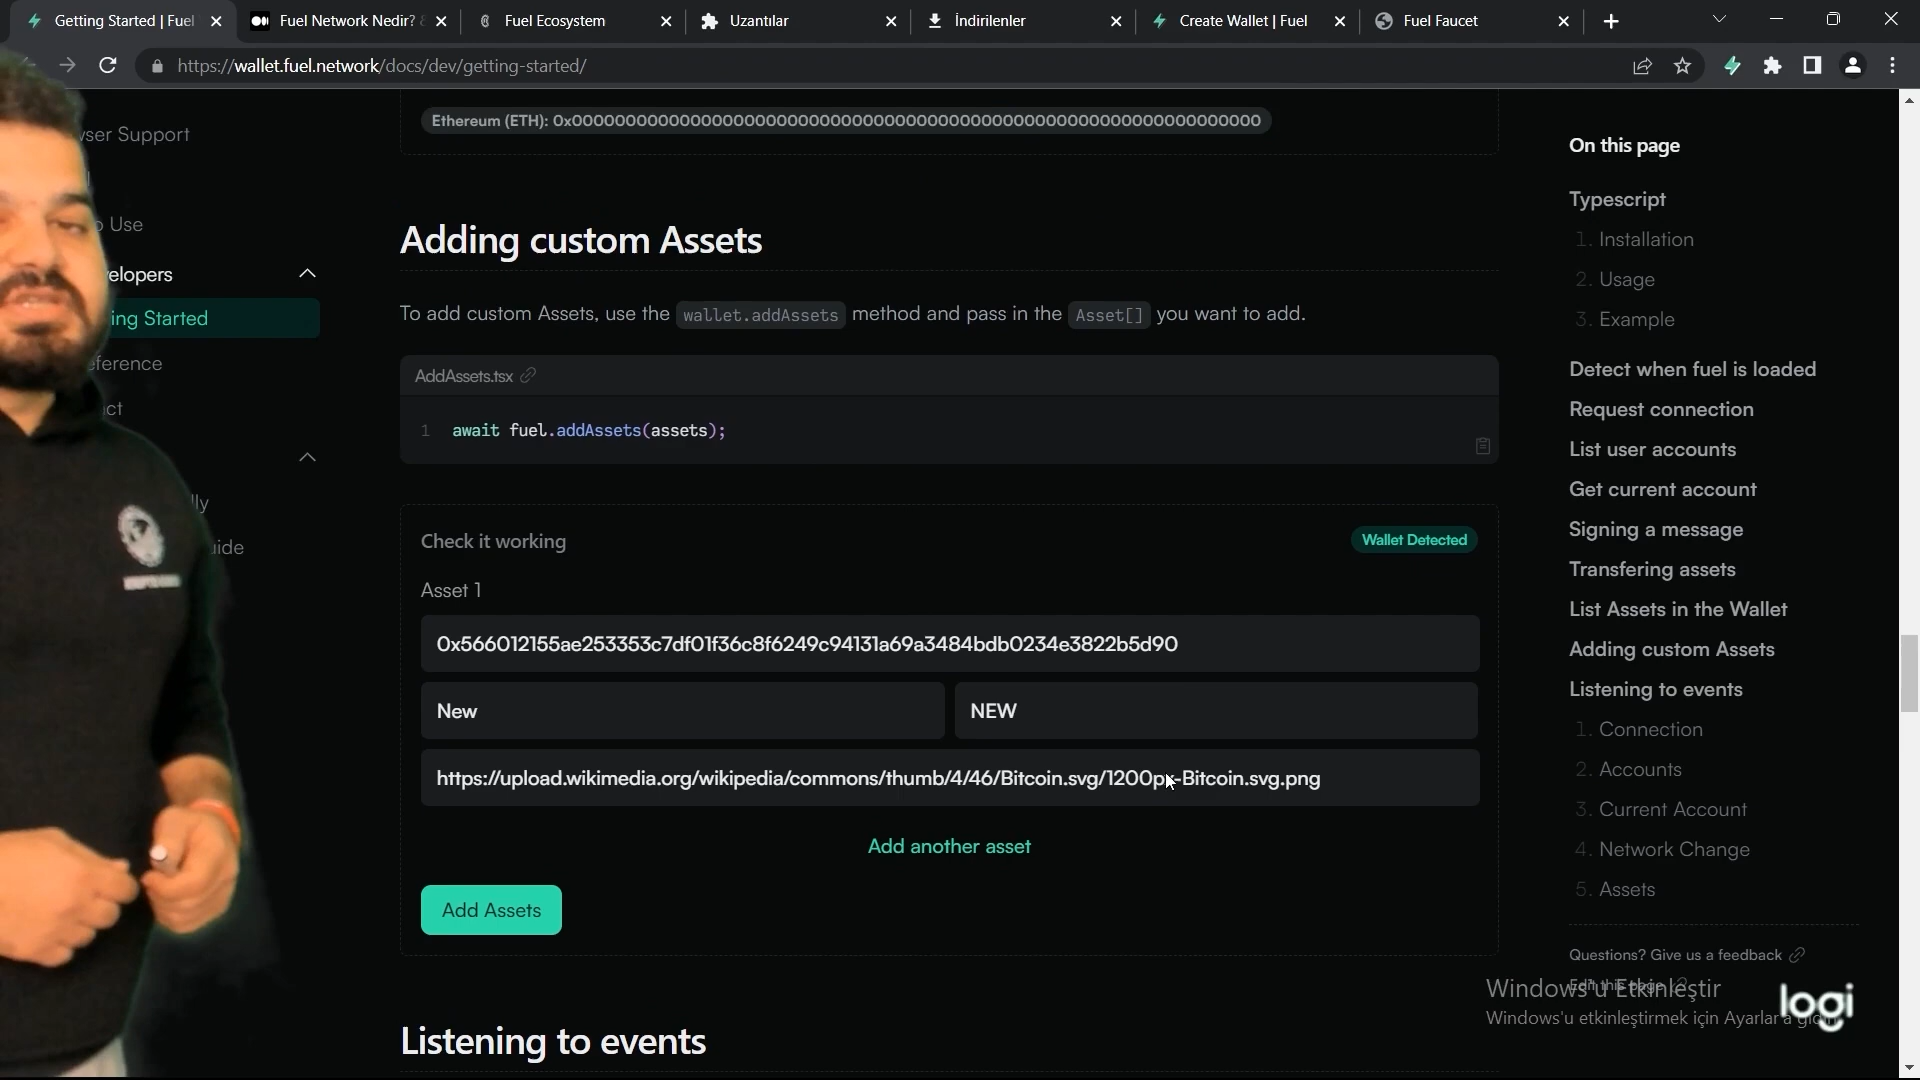 Getting Started | Fuel
Fuel Network Nedir?
Fuel Ecosystem
Uzantılar
İndirilenler
Create Wallet | Fuel
Fuel Faucet
https://wallet.fuel.network/docs/dev/getting-started/
wser Support
o Use
velopers
ing Started
eference
ct
lly
uide
Ethereum (ETH): 0x0000000000000000000000000000000000000000000000000000000000000000
Adding custom Assets
To add custom Assets, use the wallet.addAssets method and pass in the Asset[] you want to add.
AddAssets.tsx
1 await fuel.addAssets(assets);
Check it working
Wallet Detected
Asset 1
0x566012155ae253353c7df01f36c8f6249c94131a69a3484bdb0234e3822b5d90
New
NEW
https://upload.wikimedia.org/wikipedia/commons/thumb/4/46/Bitcoin.svg/1200px-Bitcoin.svg.png
Add another asset
Add Assets
Listening to events
On this page
Typescript
1. Installation
2. Usage
3. Example
Detect when fuel is loaded
Request connection
List user accounts
Get current account
Signing a message
Transfering assets
List Assets in the Wallet
Adding custom Assets
Listening to events
1. Connection
2. Accounts
3. Current Account
4. Network Change
5. Assets
Questions? Give us a feedback
Edit this page
Windows'u Etkinleştir
Windows'u etkinleştirmek için Ayarlar'a gidin
logi